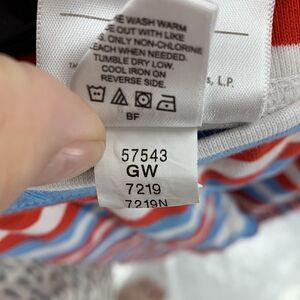 WASH WARM
OUT WITH LIKE
ONLY NON-CHLORINE
WHEN NEEDED.
TUMBLE DRY LOW.
COOL IRON ON
REVERSE SIDE.
BF
L.P.
57543
GW
7219
7219N